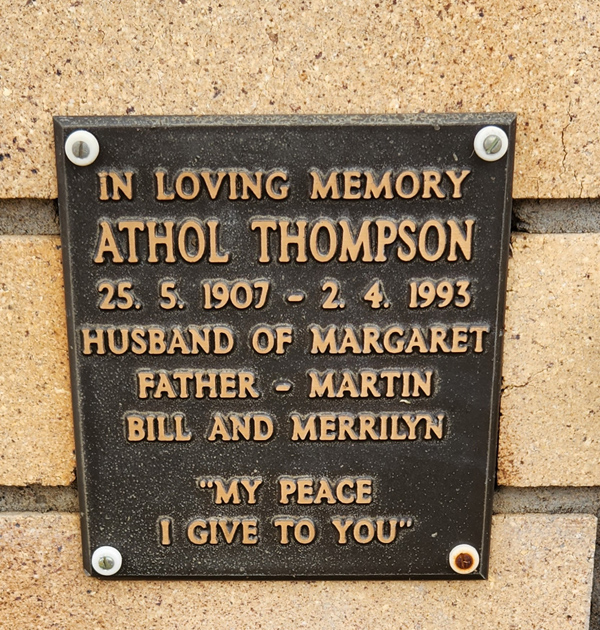 IN LOVING MEMORY
ATHOL THOMPSON
25. 5. 1907 - 2. 4. 1993
HUSBAND OF MARGARET
FATHER - MARTIN
BILL AND MERRILYN
"MY PEACE
I GIVE TO YOU"